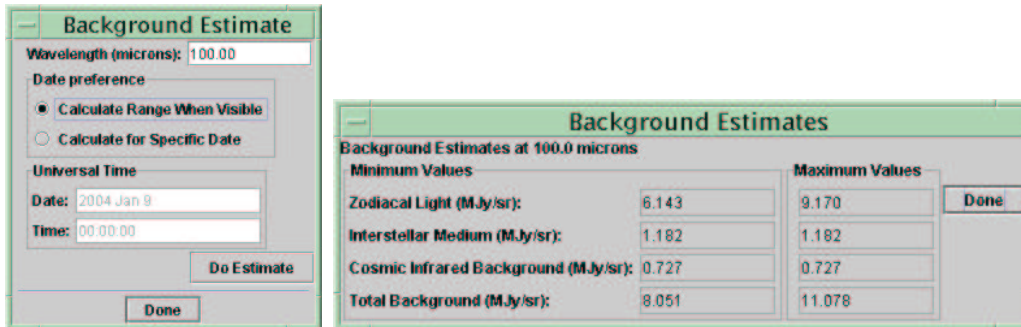 Background Estimate
Wavelength (microns): 100.00
Date preference
Calculate Range When Visible
Calculate for Specific Date
Universal Time
Date: 2004 Jan 9
Time: 00:00:00
Do Estimate
Done
Background Estimates
Background Estimates at 100.0 microns
Minimum Values Maximum Values
Zodiacal Light (MJy/sr): 6.143 9.170 Done
Interstellar Medium (MJy/sr): 1.182 1.182
Cosmic Infrared Background (MJy/sr): 0.727 0.727
Total Background (MJy/sr): 8.051 11.078